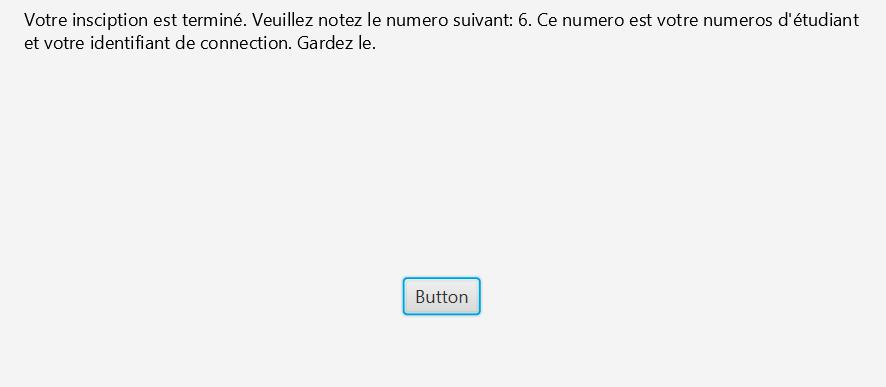 Votre insciption est terminé. Veuillez notez le numero suivant: 6. Ce numero est votre numeros d'étudiant
et votre identifiant de connection. Gardez le.
Button